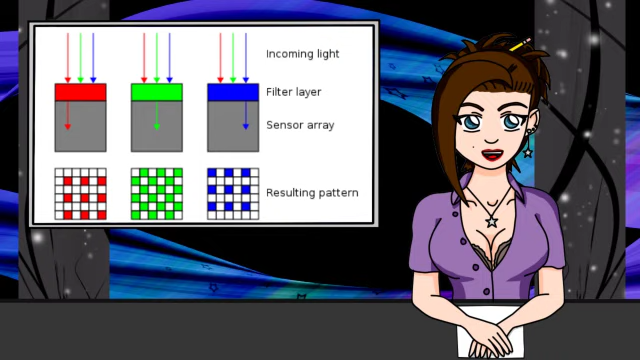 Incoming light
Filter layer
Sensor array
Resulting pattern